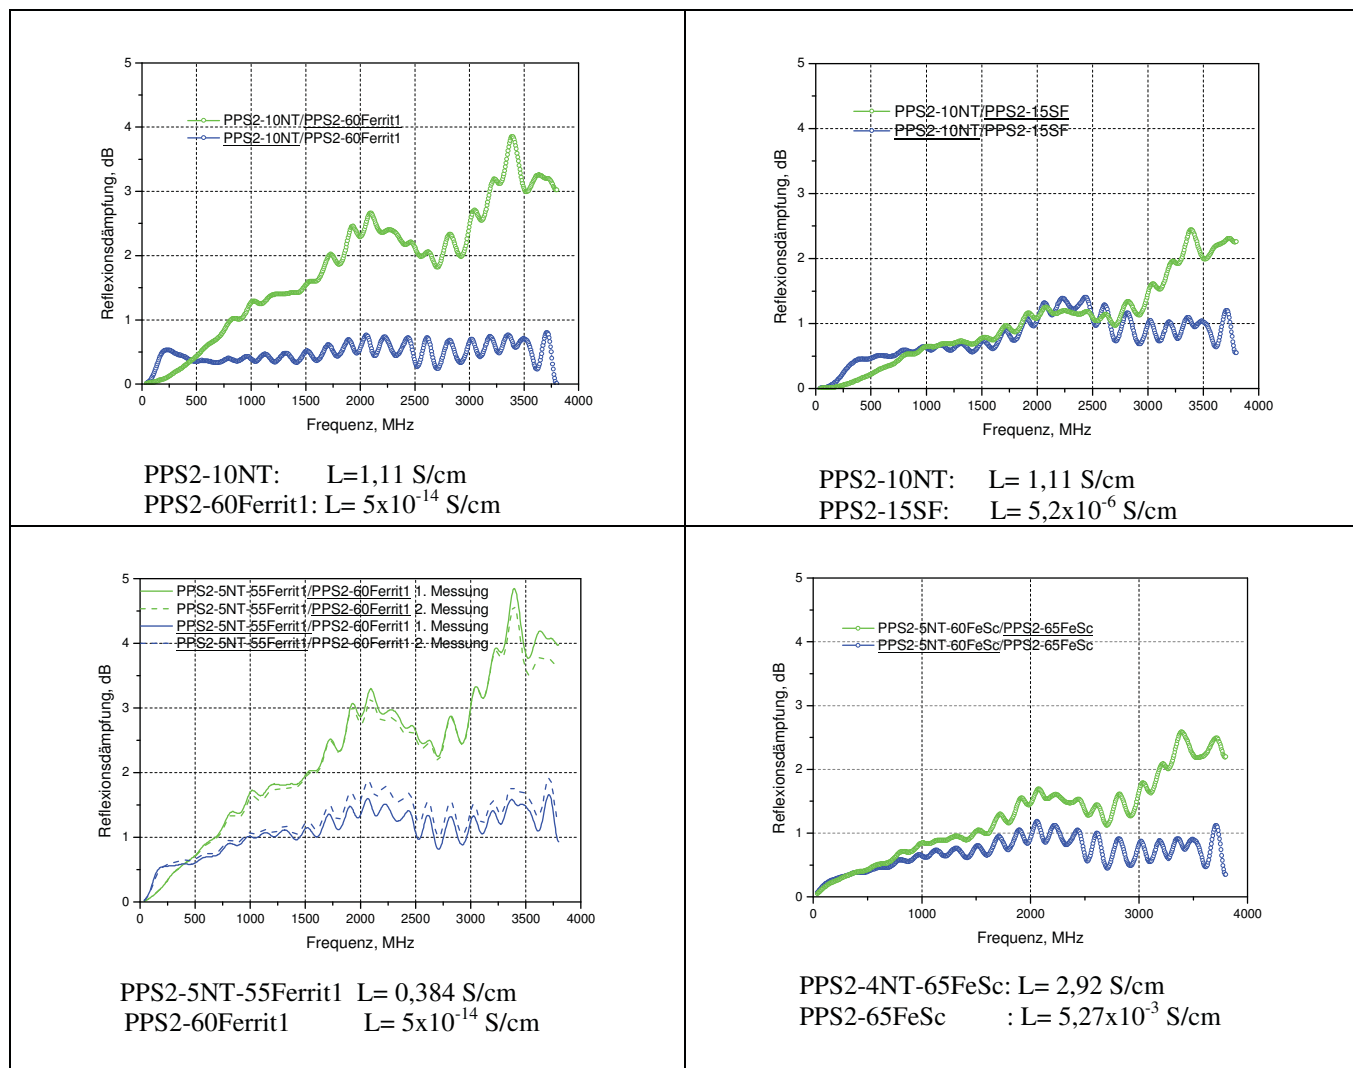 5
4
3
2
1
0
Reflexionsdämpfung, dB
PPS2-10NT/PPS2-60Ferrit1
PPS2-10NT/PPS2-60Ferrit1
0 500 1000 1500 2000 2500 3000 3500 4000
Frequenz, MHz
PPS2-10NT: L=1,11 S/cm
PPS2-60Ferrit1: L= 5x10⁻¹⁴ S/cm
5
4
3
2
1
0
Reflexionsdämpfung, dB
PPS2-10NT/PPS2-15SF
PPS2-10NT/PPS2-15SF
0 500 1000 1500 2000 2500 3000 3500 4000
Frequenz, MHz
PPS2-10NT: L= 1,11 S/cm
PPS2-15SF: L= 5,2x10⁻⁶ S/cm
5
4
3
2
1
0
Reflexionsdämpfung, dB
PPS2-5NT-55Ferrit1/PPS2-60Ferrit1 1. Messung
PPS2-5NT-55Ferrit1/PPS2-60Ferrit1 2. Messung
PPS2-5NT-55Ferrit1/PPS2-60Ferrit1 1. Messung
PPS2-5NT-55Ferrit1/PPS2-60Ferrit1 2. Messung
0 500 1000 1500 2000 2500 3000 3500 4000
Frequenz, MHz
PPS2-5NT-55Ferrit1 L= 0,384 S/cm
PPS2-60Ferrit1 L= 5x10⁻¹⁴ S/cm
5
4
3
2
1
0
Reflexionsdämpfung, dB
PPS2-5NT-60FeSc/PPS2-65FeSc
PPS2-5NT-60FeSc/PPS2-65FeSc
0 1000 2000 3000 4000
Frequenz, MHz
PPS2-4NT-65FeSc: L= 2,92 S/cm
PPS2-65FeSc : L= 5,27x10⁻³ S/cm